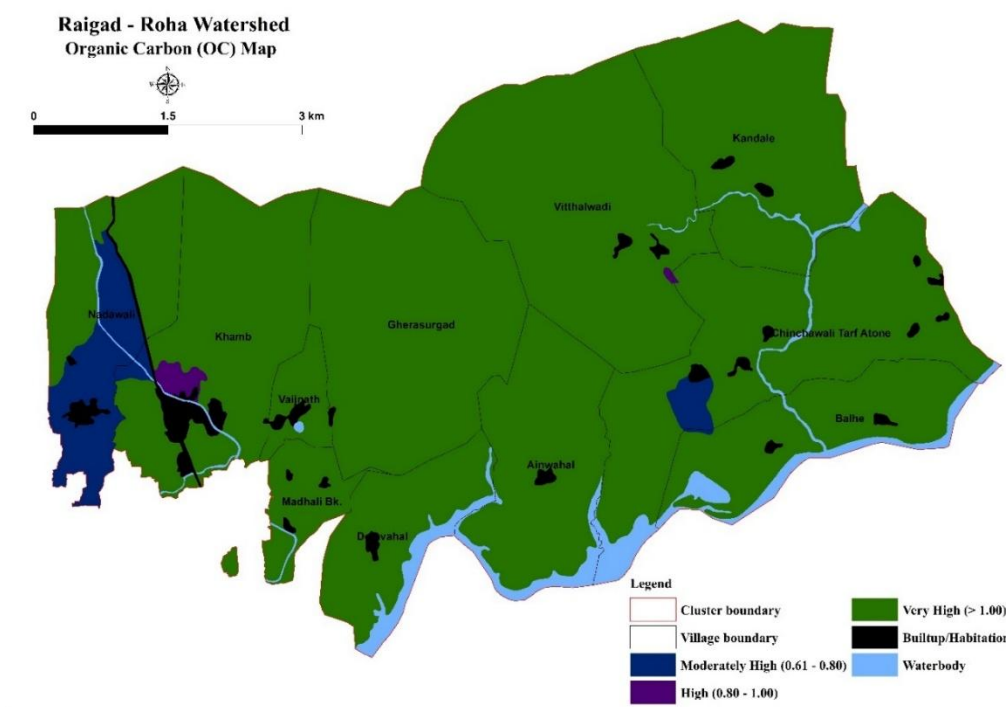 Raigad - Roha Watershed
Organic Carbon (OC) Map
N
W
E
S
0 1.5 3 km
Kandale
Vitthalwadi
Nadawali
Khamb
Gherasurgad
Chinchawali Tarf Atone
Vaijnath
Balhe
Ainwahal
Madhali Bk.
Legend
Cluster boundary
Village boundary
Moderately High (0.61 - 0.80)
High (0.80 - 1.00)
Very High (> 1.00)
Builtup/Habitation
Waterbody